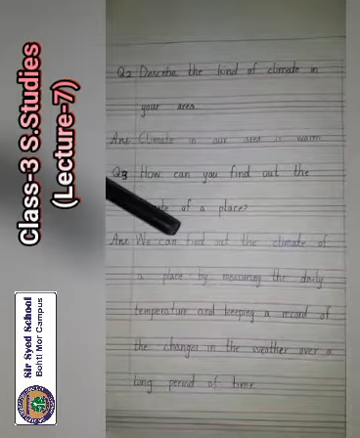 Class-3 S.Studies
(Lecture-7)
Sir Syed School
Bohti Mor Campus
Q2 Describe the kind of climate in
your area.
Ans Climate in our area is warm
Q3 How can you find out the
of a place?
Ans We can find out the climate of
a place by measuring the daily
temperature and keeping a record of
the changes in the weather over a
long period of time.